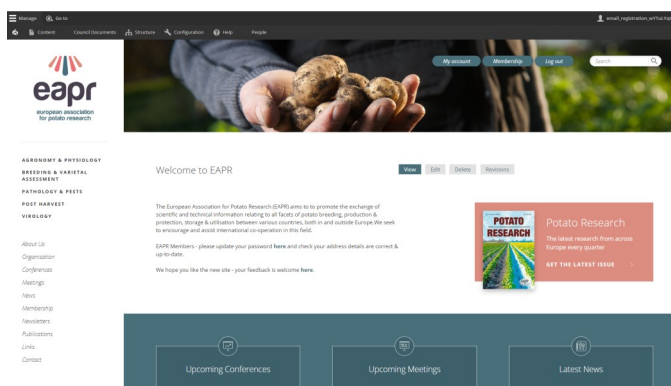 Manage Go to
Content Council Documents Structure Configuration Help People
My account Membership Log out Search
eapr
european association
for potato research
AGRONOMY & PHYSIOLOGY
BREEDING & VARIETAL
ASSESSMENT
PATHOLOGY & PESTS
POST HARVEST
VIROLOGY
About Us
Organisation
Conferences
Meetings
News
Membership
Newsletters
Publications
Links
Contact
Welcome to EAPR
View Edit Delete Revisions
The European Association for Potato Research (EAPR) aims to to promote the exchange of
scientific and technical information relating to all facets of potato breeding, production &
protection, storage & utilisation between various countries, both in and outside Europe.We seek
to encourage and assist international co-operation in this field.
EAPR Members - please update your password here and check your address details are correct &
up-to-date.
We hope you like the new site - your feedback is welcome here.
POTATO
RESEARCH
Potato Research
The latest research from across
Europe every quarter
GET THE LATEST ISSUE
Upcoming Conferences
Upcoming Meetings
Latest News